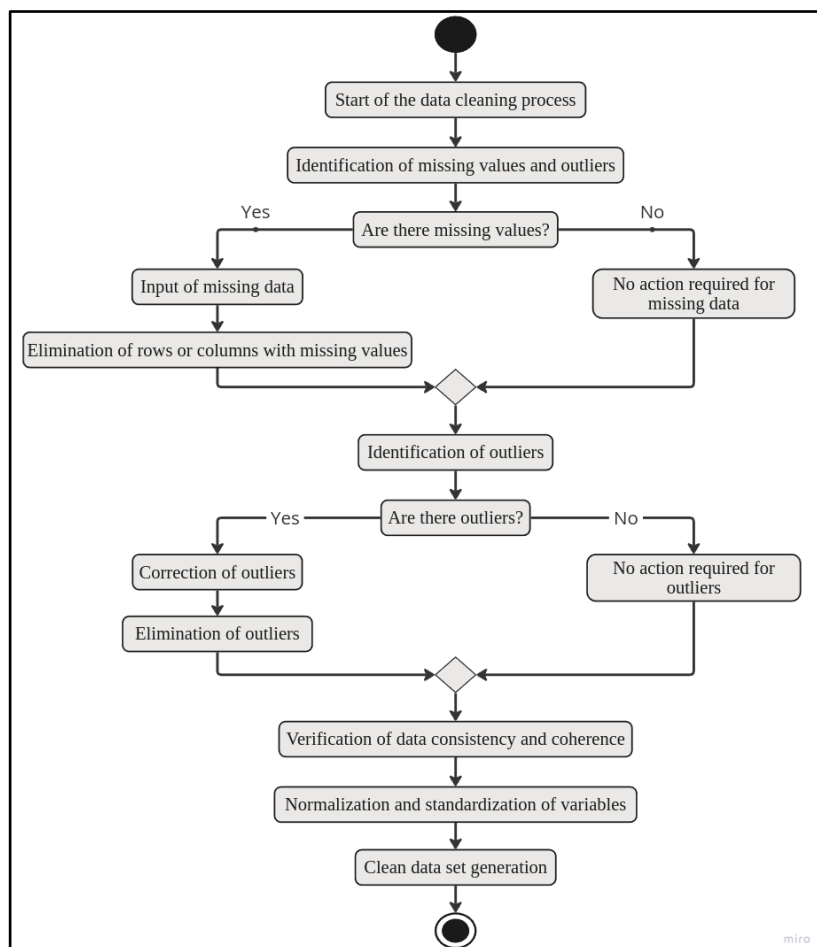 Start of the data cleaning process
Identification of missing values and outliers
Yes
No
Are there missing values?
Input of missing data
No action required for
missing data
Elimination of rows or columns with missing values
Identification of outliers
Yes
Are there outliers?
No
Correction of outliers
No action required for
outliers
Elimination of outliers
Verification of data consistency and coherence
Normalization and standardization of variables
Clean data set generation
miro